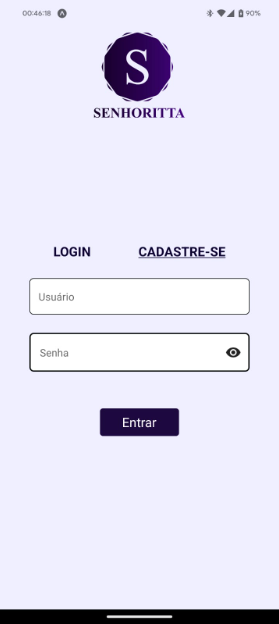 00:46:18
90%
S
SENHORITTA
LOGIN CADASTRE-SE
Usuário
Senha
Entrar